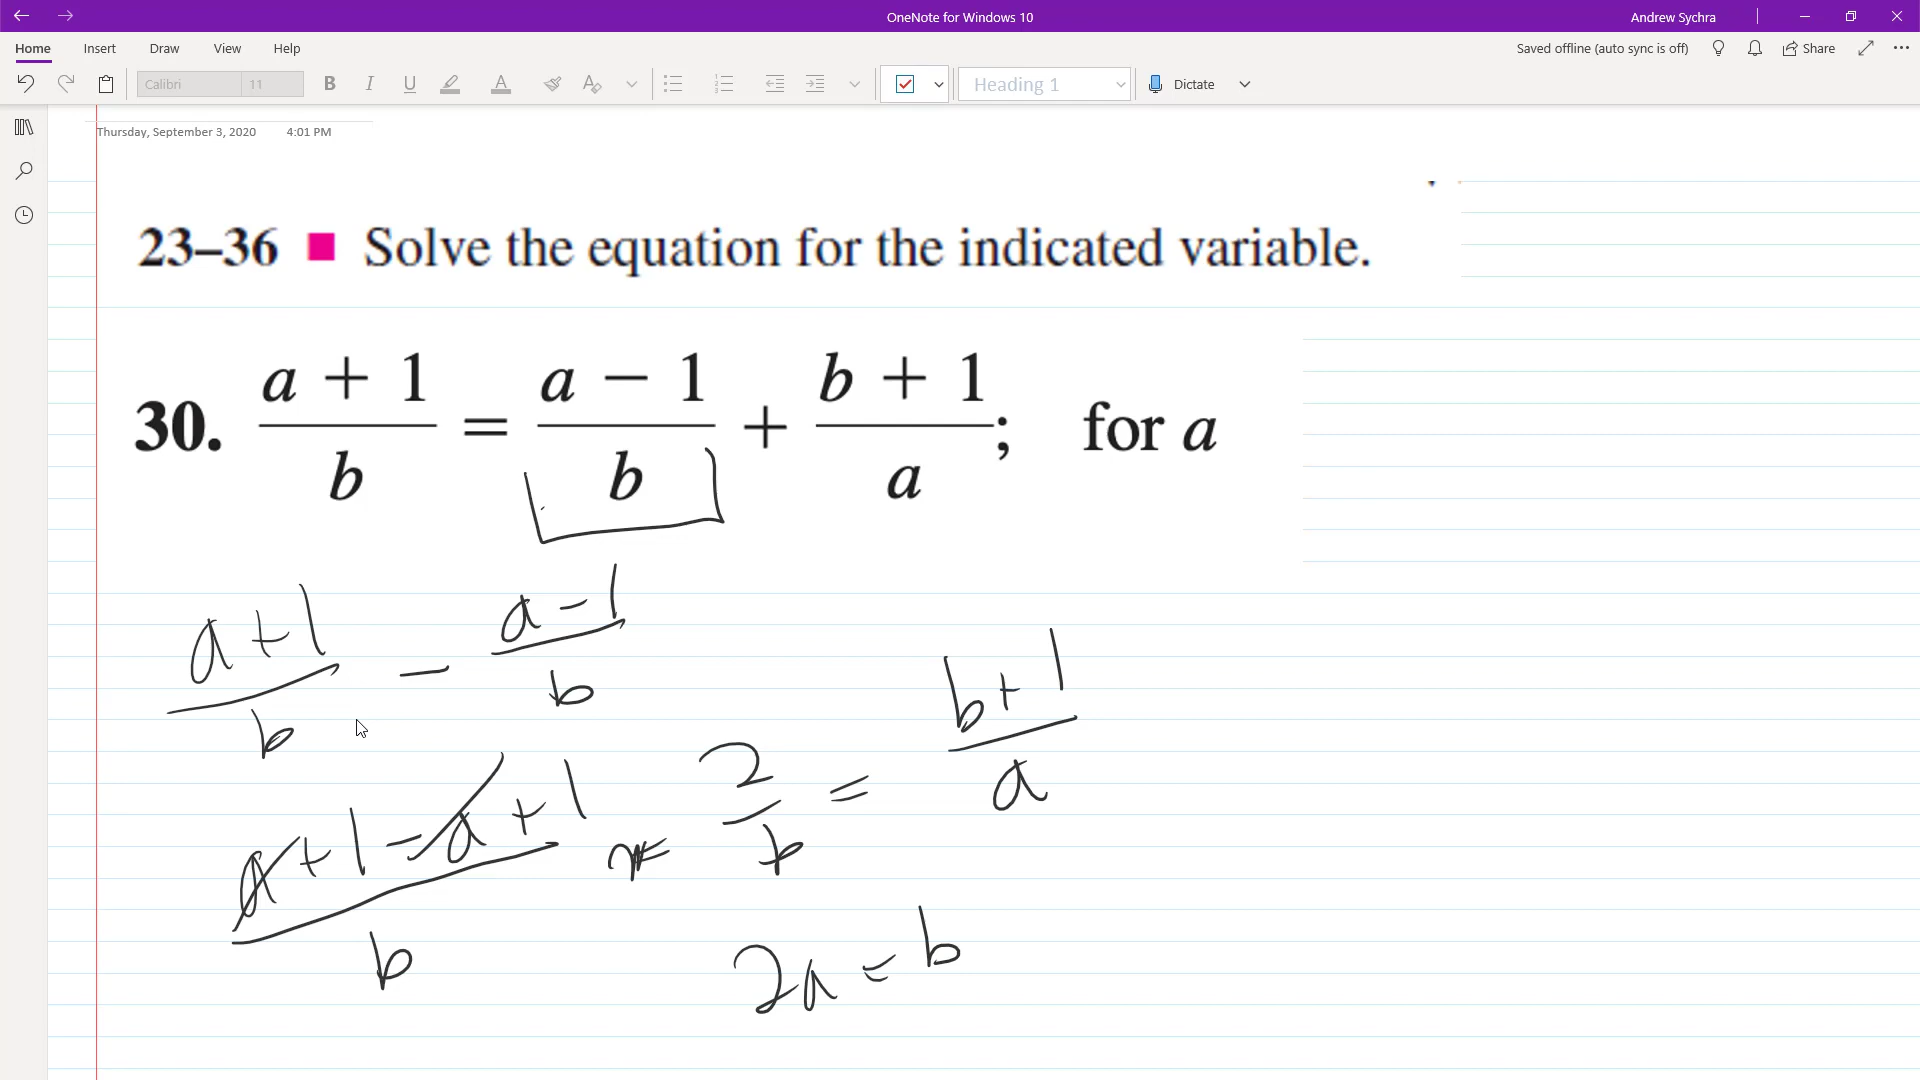 OneNote for Windows 10
Andrew Sychra
Home Insert Draw View Help
Saved offline (auto sync is off) Share
Calibri 11 B I U A A Heading 1 Dictate
Thursday, September 3, 2020 4:01 PM
23–36 ■ Solve the equation for the indicated variable.
30. (a + 1)/b = (a − 1)/b + (b + 1)/a; for a
(a+1)/b − (a−1)/b
(a+1−a+1)/b = 2/b = (b+1)/a
2a = b